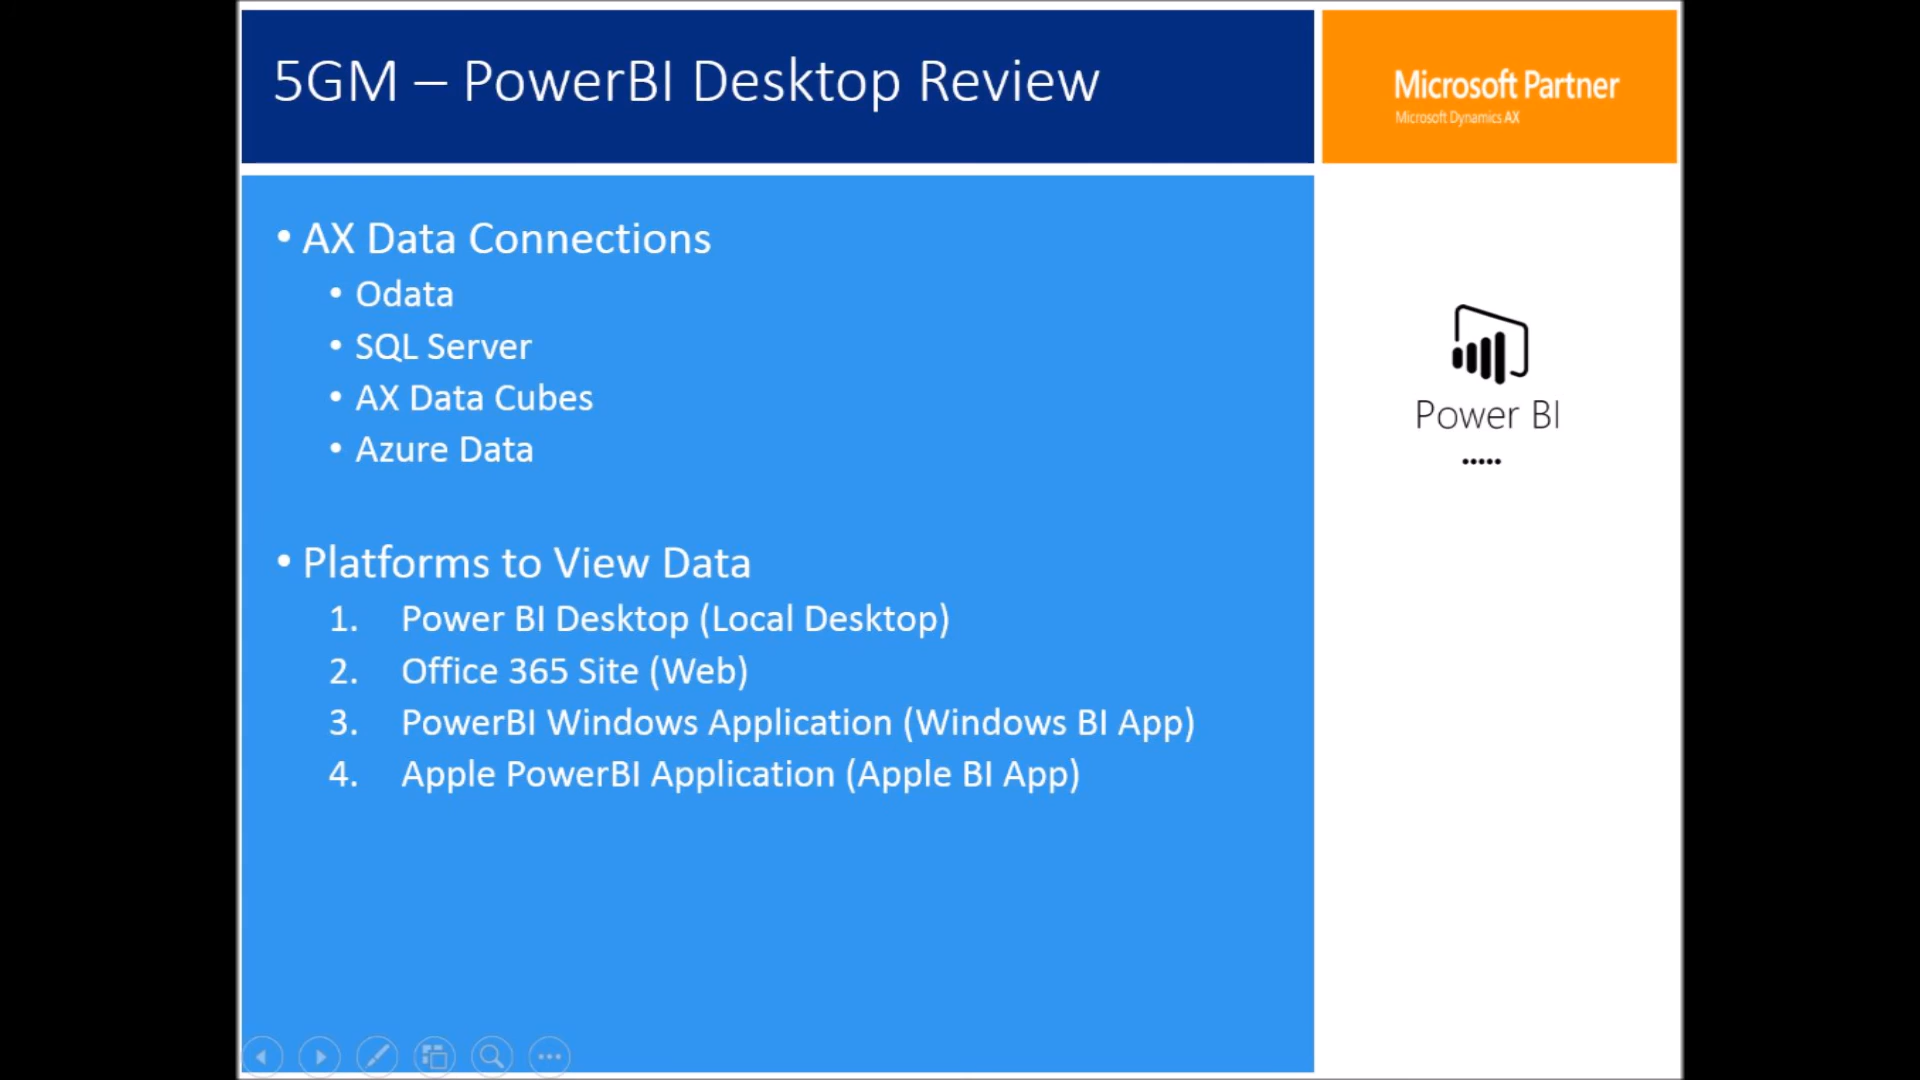 5GM – PowerBI Desktop Review
Microsoft Partner
Microsoft Dynamics AX
• AX Data Connections
• Odata
• SQL Server
• AX Data Cubes
• Azure Data
• Platforms to View Data
1. Power BI Desktop (Local Desktop)
2. Office 365 Site (Web)
3. PowerBI Windows Application (Windows BI App)
4. Apple PowerBI Application (Apple BI App)
Power BI